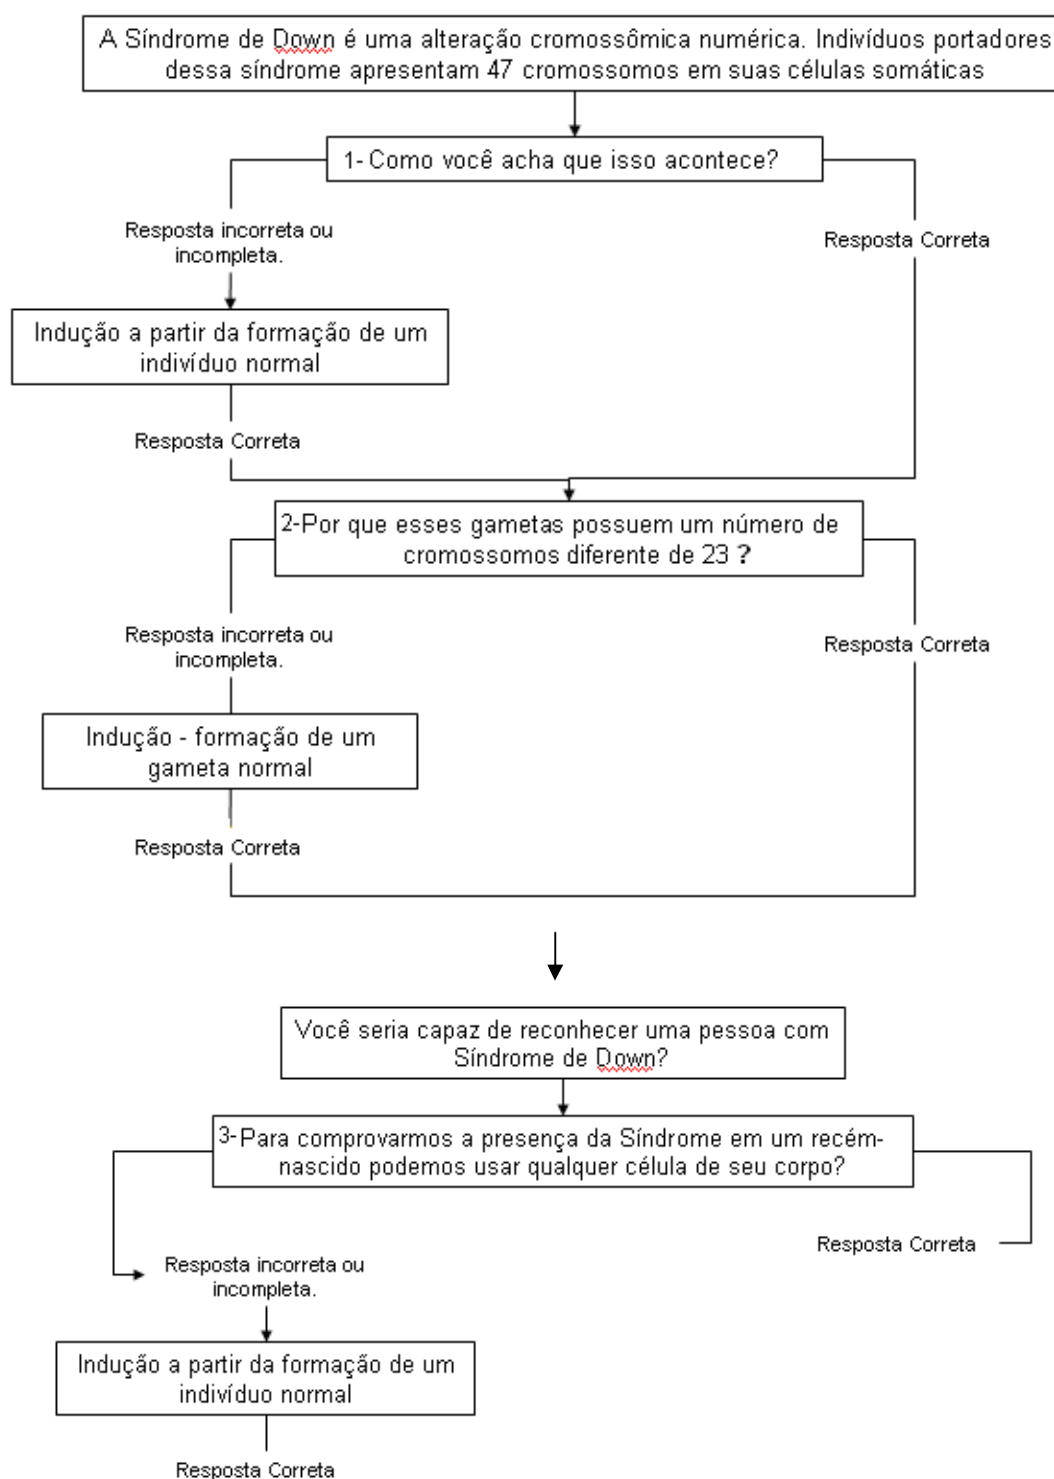 A Síndrome de Down é uma alteração cromossômica numérica. Indivíduos portadores
dessa síndrome apresentam 47 cromossomos em suas células somáticas
1- Como você acha que isso acontece?
Resposta incorreta ou
incompleta.
Resposta Correta
Indução a partir da formação de um
indivíduo normal
Resposta Correta
2-Por que esses gametas possuem um número de
cromossomos diferente de 23 ?
Resposta incorreta ou
incompleta.
Resposta Correta
Indução - formação de um
gameta normal
Resposta Correta
Você seria capaz de reconhecer uma pessoa com
Síndrome de Down?
3-Para comprovarmos a presença da Síndrome em um recém-
nascido podemos usar qualquer célula de seu corpo?
Resposta Correta
Resposta incorreta ou
incompleta.
Indução a partir da formação de um
indivíduo normal
Resposta Correta